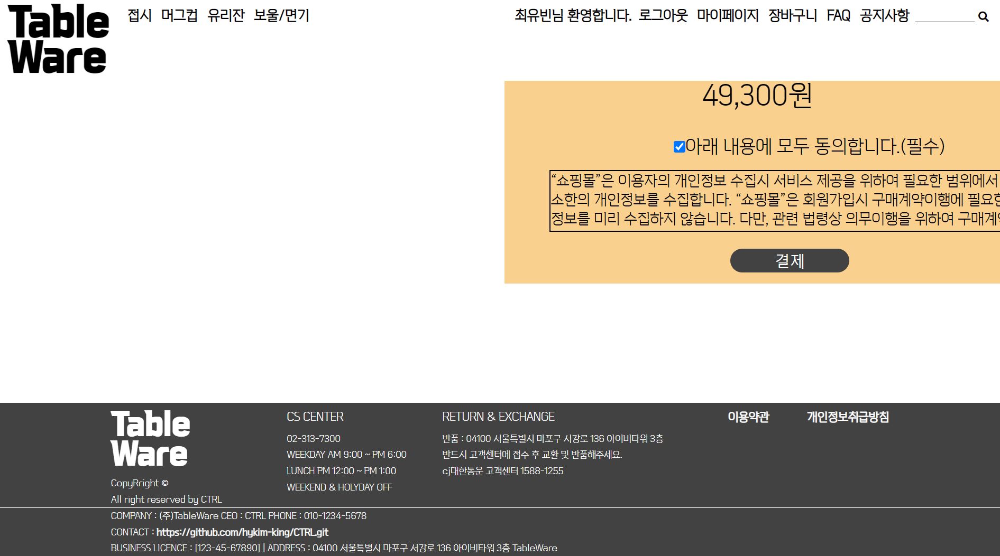 Table
Ware
접시 머그컵 유리잔 보울/면기
최유빈님 환영합니다. 로그아웃 마이페이지 장바구니 FAQ 공지사항
49,300원
아래 내용에 모두 동의합니다.(필수)
“쇼핑몰”은 이용자의 개인정보 수집시 서비스 제공을 위하여 필요한 범위에서
소한의 개인정보를 수집합니다. “쇼핑몰”은 회원가입시 구매계약이행에 필요한
정보를 미리 수집하지 않습니다. 다만, 관련 법령상 의무이행을 위하여 구매계
결제
Table
Ware
CopyRright ©
All right reserved by CTRL
CS CENTER
02-313-7300
WEEKDAY AM 9:00 ~ PM 6:00
LUNCH PM 12:00 ~ PM 1:00
WEEKEND & HOLYDAY OFF
RETURN & EXCHANGE
반품 : 04100 서울특별시 마포구 서강로 136 아이비타워 3층
반드시 고객센터에 접수 후 교환 및 반품해주세요.
cj대한통운 고객센터 1588-1255
이용약관 개인정보취급방침
COMPANY : (주)TableWare CEO : CTRL PHONE : 010-1234-5678
CONTACT : https://github.com/hykim-king/CTRL.git
BUSINESS LICENCE : [123-45-67890] | ADDRESS : 04100 서울특별시 마포구 서강로 136 아이비타워 3층 TableWare